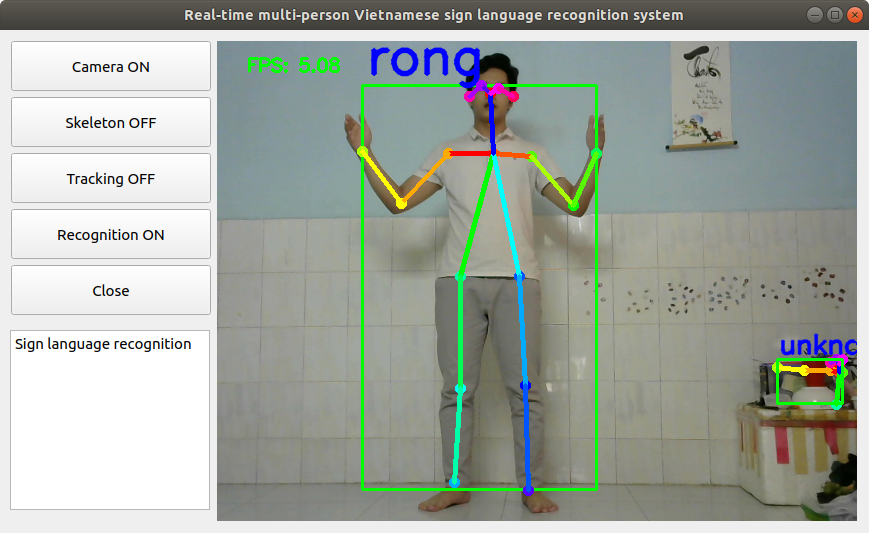 Real-time multi-person Vietnamese sign language recognition system
Camera ON
Skeleton OFF
Tracking OFF
Recognition ON
Close
Sign language recognition
FPS: 5.08
rong
unkno